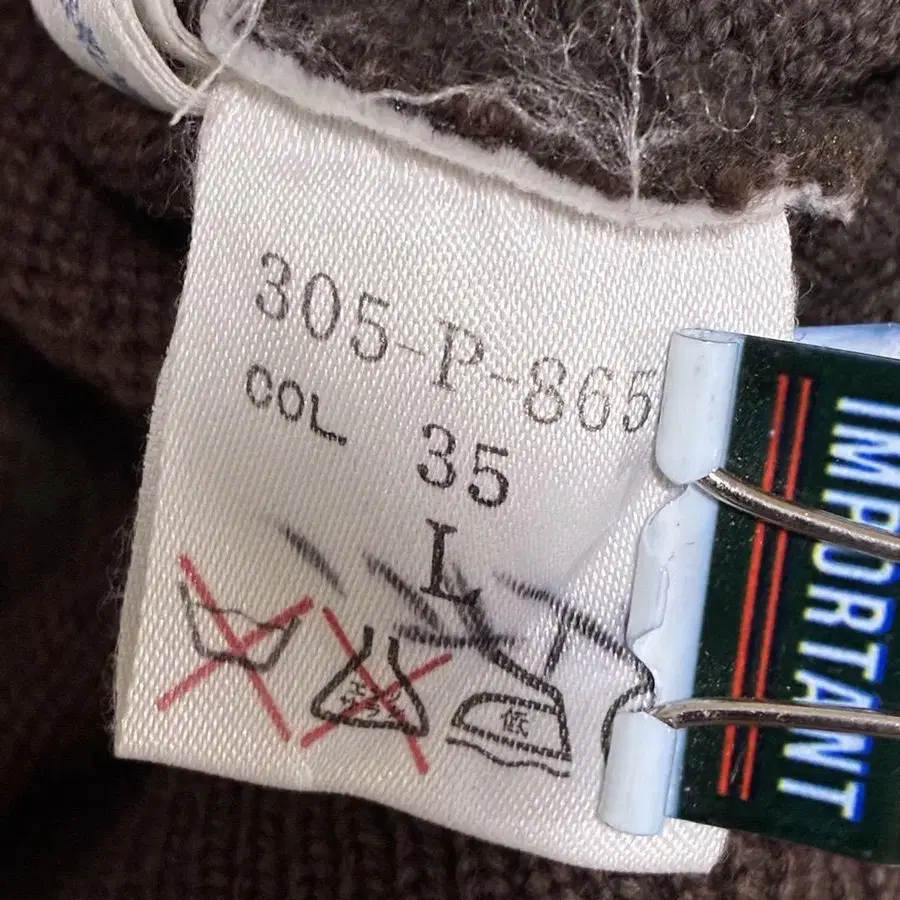 305-P-865
COL 35
L
低
IMPORTANT